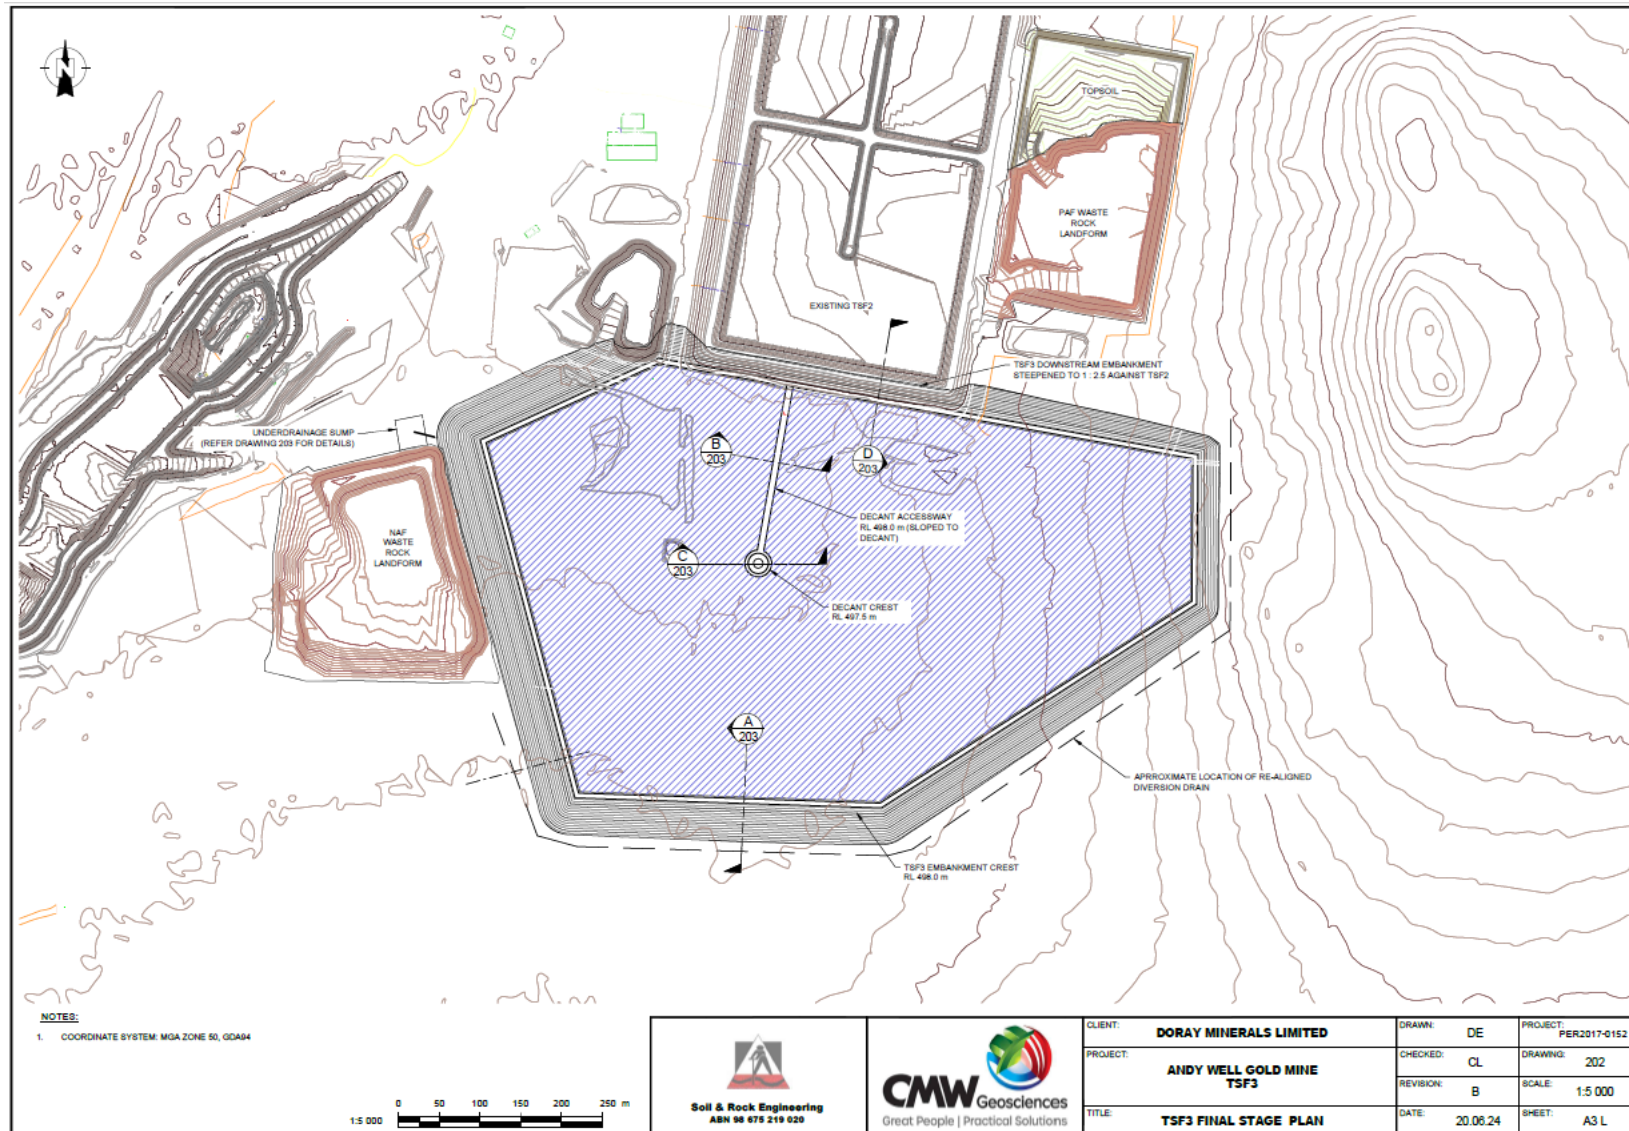 N
TOPSOIL
PAF WASTE
ROCK
LANDFORM
EXISTING TSF2
TSF3 DOWNSTREAM EMBANKMENT
STEEPENED TO 1 : 2.5 AGAINST TSF2
UNDERDRAINAGE SUMP
(REFER DRAWING 203 FOR DETAILS)
B
203
D
203
DECANT ACCESSWAY
RL 498.0 m (SLOPED TO
DECANT)
NAF
WASTE
ROCK
LANDFORM
C
203
DECANT CREST
RL 497.5 m
A
203
APRROXIMATE LOCATION OF RE-ALIGNED
DIVERSION DRAIN
TSF3 EMBANKMENT CREST
RL 498.0 m
NOTES:
1. COORDINATE SYSTEM: MGA ZONE 50, GDA94
0 50 100 150 200 250 m
1:5 000
Soil & Rock Engineering
ABN 98 675 219 020
CMW Geosciences
Great People | Practical Solutions
CLIENT: DORAY MINERALS LIMITED
PROJECT: ANDY WELL GOLD MINE
TSF3
TITLE: TSF3 FINAL STAGE PLAN
DRAWN: DE
CHECKED: CL
REVISION: B
DATE: 20.06.24
PROJECT: PER2017-0152
DRAWING: 202
SCALE: 1:5 000
SHEET: A3 L